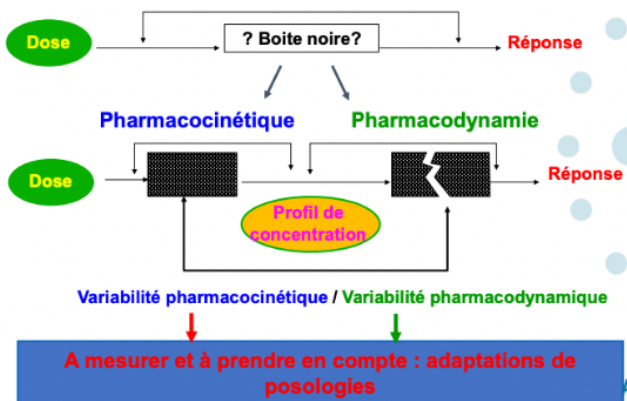 Dose
? Boite noire?
Réponse
Pharmacocinétique
Pharmacodynamie
Dose
Réponse
Profil de
concentration
Variabilité pharmacocinétique / Variabilité pharmacodynamique
A mesurer et à prendre en compte : adaptations de
posologies